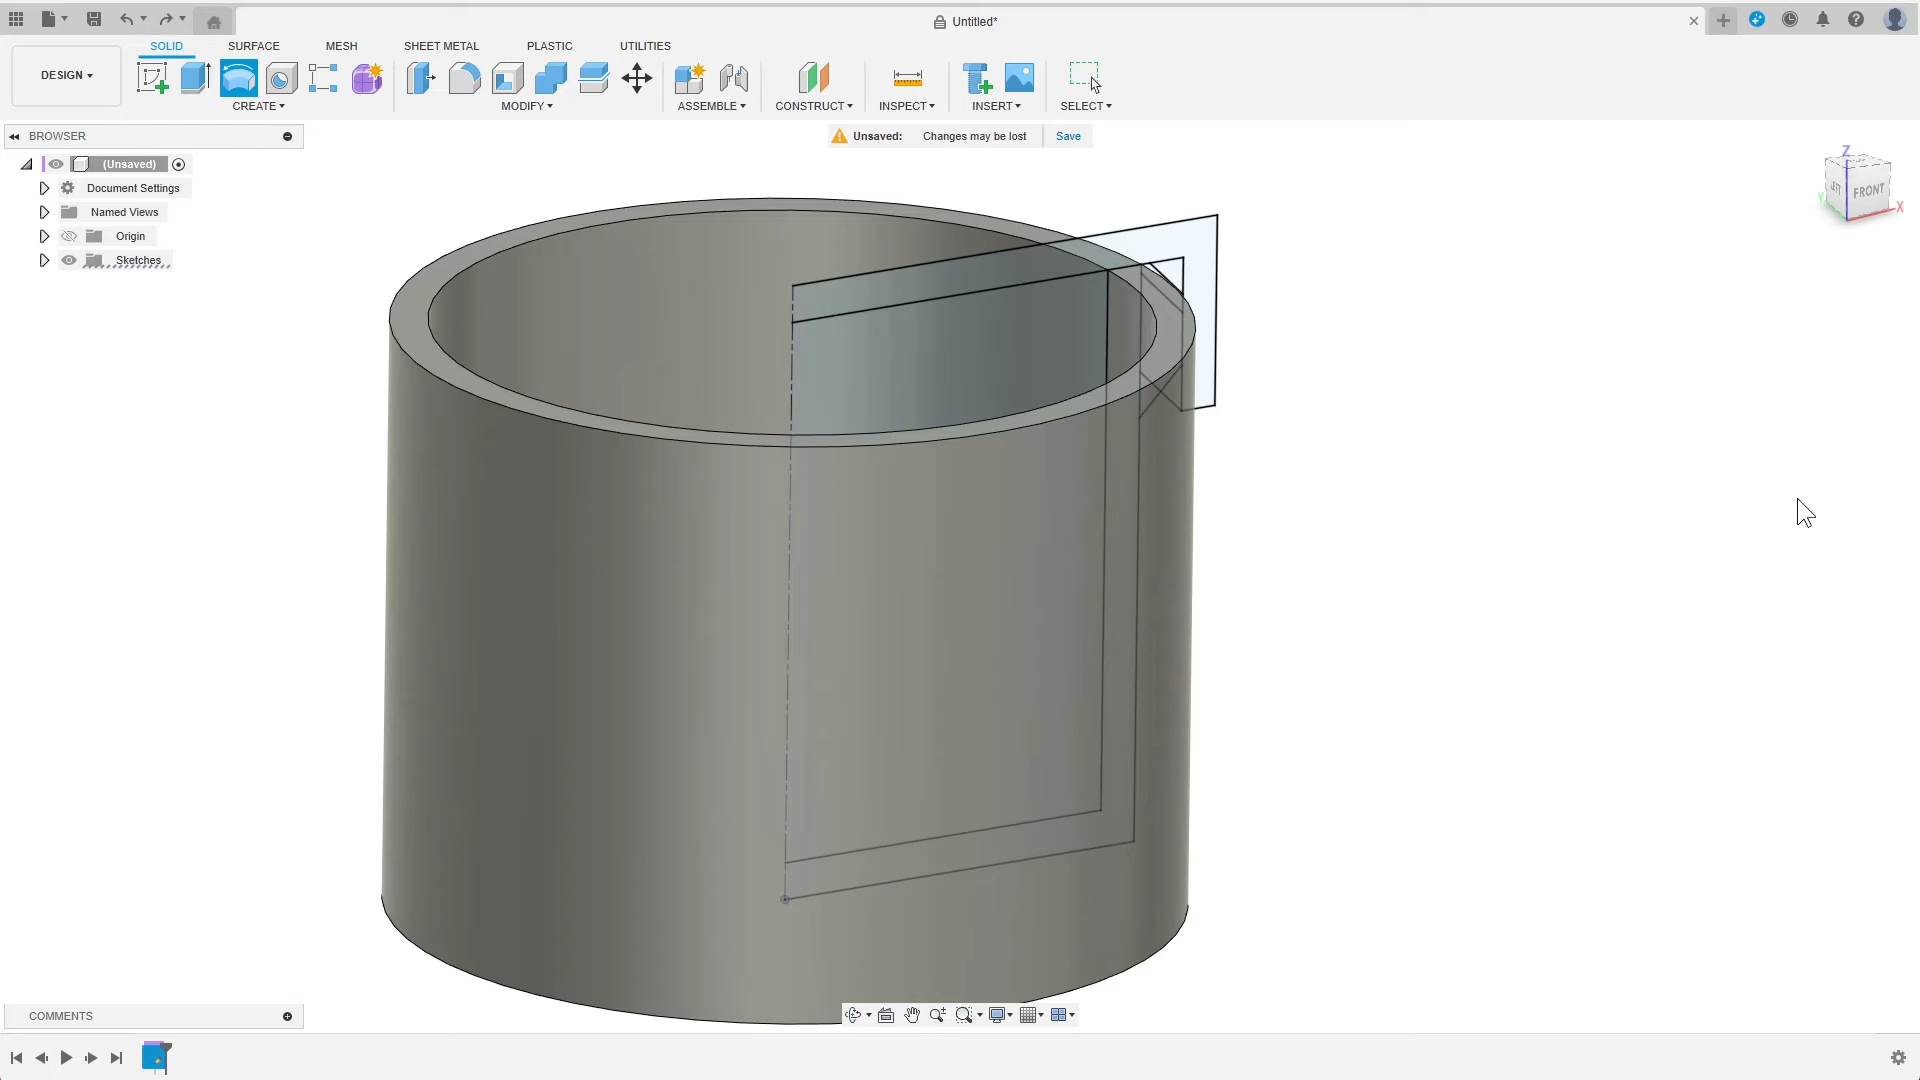 Untitled*
SOLID SURFACE MESH SHEET METAL PLASTIC UTILITIES
DESIGN
CREATE MODIFY ASSEMBLE CONSTRUCT INSPECT INSERT SELECT
BROWSER
Unsaved: Changes may be lost Save
(Unsaved)
Document Settings
Named Views
Origin
Sketches
Z
LEFT FRONT
Y X
COMMENTS